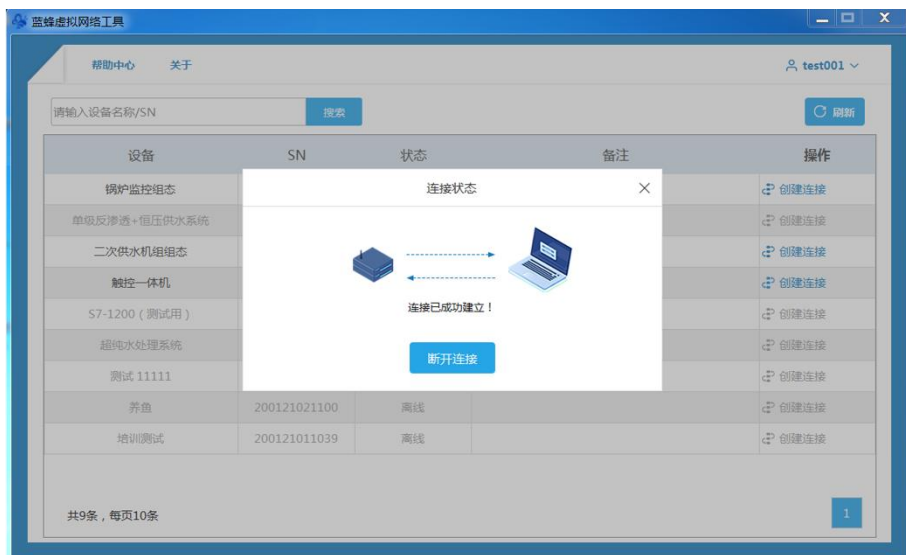 蓝蜂虚拟网络工具
帮助中心 关于 test001
请输入设备名称/SN 搜索 刷新
设备 SN 状态 备注 操作
锅炉监控组态 创建连接
连接状态
单级反渗透+恒压供水系统 创建连接
二次供水机组组态 创建连接
触控一体机 创建连接
连接已成功建立！
S7-1200（测试用） 创建连接
超纯水处理系统 创建连接
断开连接
测试 11111 创建连接
养鱼 200121021100 离线 创建连接
培训测试 200121011039 离线 创建连接
共9条，每页10条 1